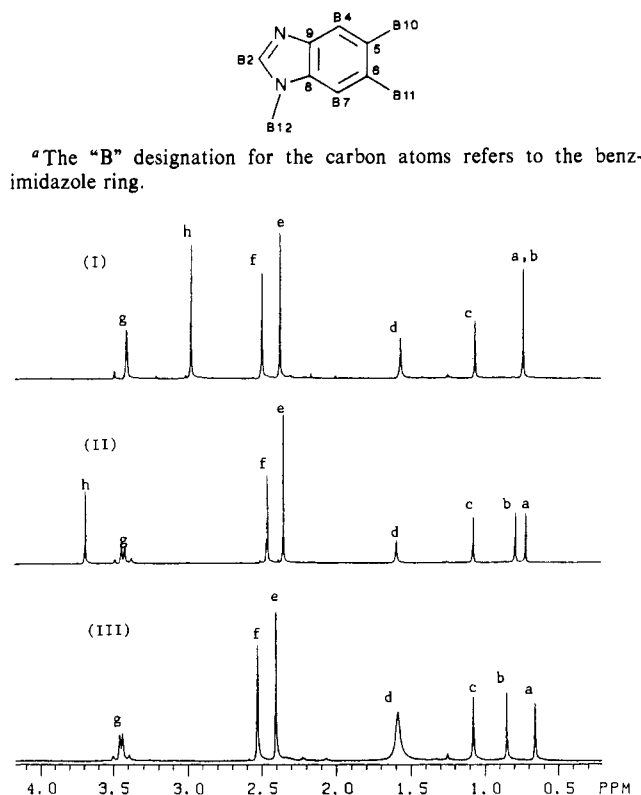 N B4 B10
9 5
B2 6
N 8 B7 B11
B12
a The “B” designation for the carbon atoms refers to the benz-
imidazole ring.
(I) g h f e d c a,b
(II) h g f e d c b a
(III) g f e d c b a
4.0 3.5 3.0 2.5 2.0 1.5 1.0 0.5 PPM